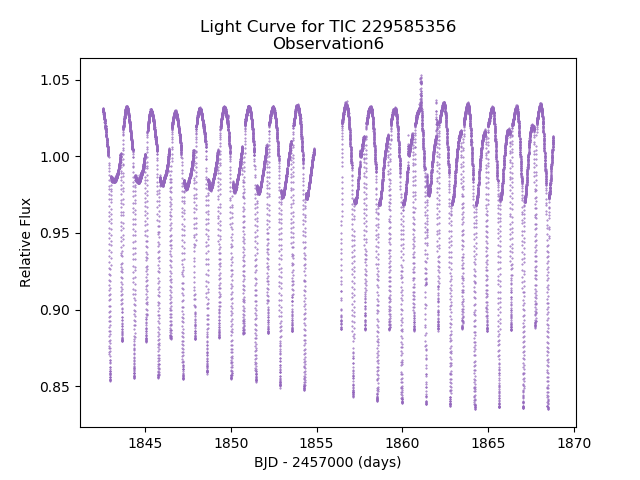 Light Curve for TIC 229585356
Observation6
1.05
1.00
0.95
0.90
0.85
Relative Flux
1845
1850
1855
1860
1865
1870
BJD - 2457000 (days)